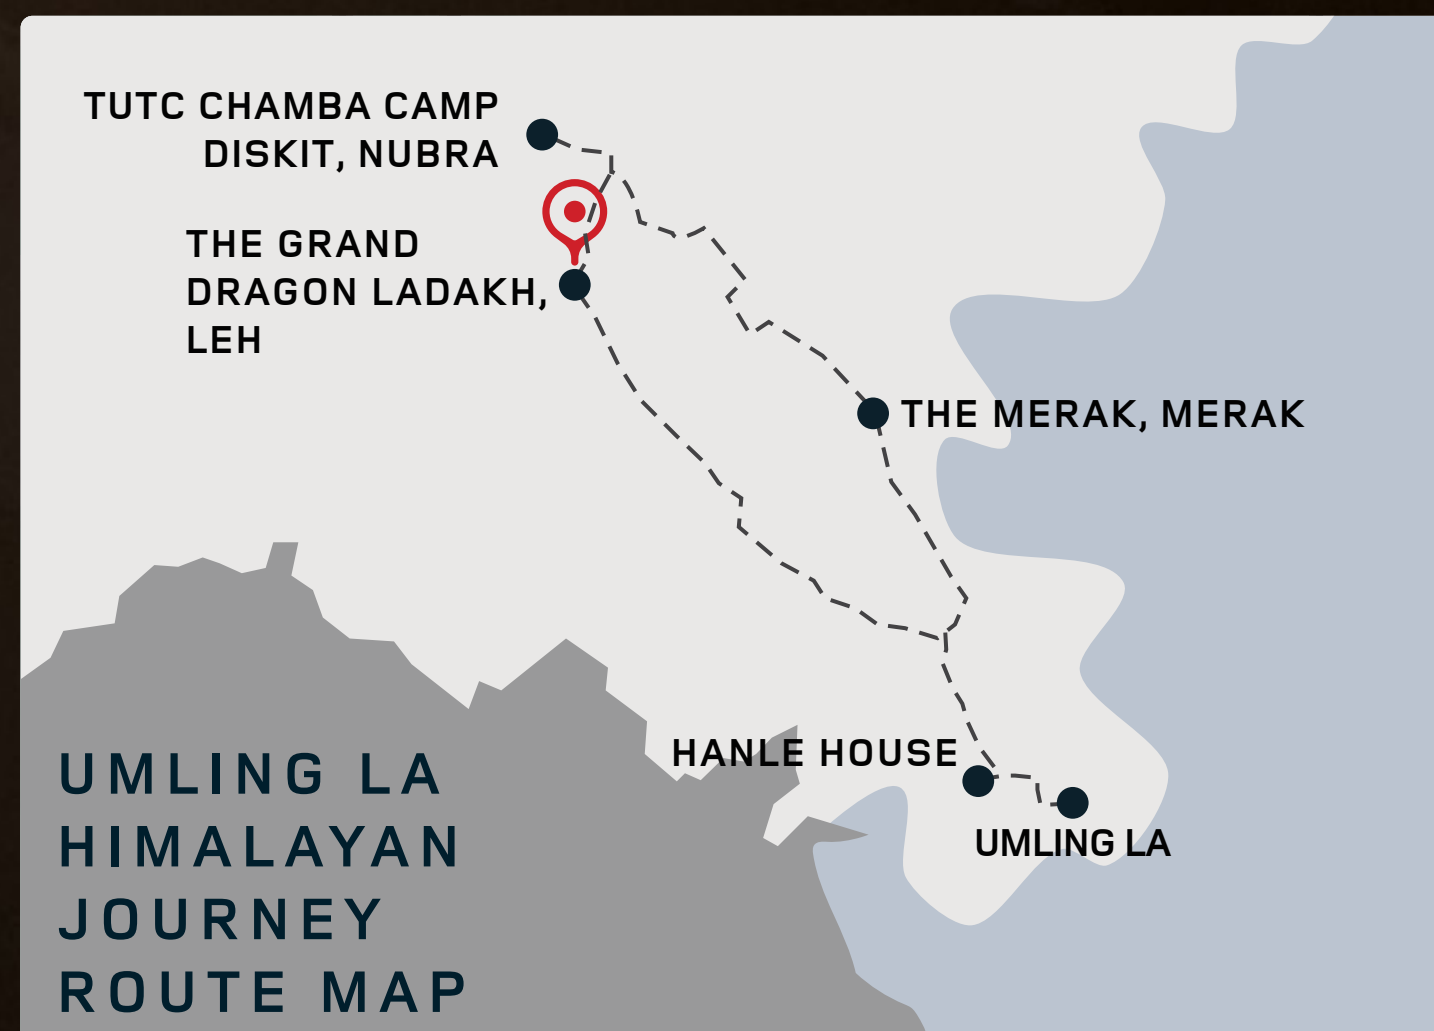 TUTC CHAMBA CAMP
DISKIT, NUBRA
THE GRAND
DRAGON LADAKH,
LEH
THE MERAK, MERAK
HANLE HOUSE
UMLING LA
UMLING LA
HIMALAYAN
JOURNEY
ROUTE MAP